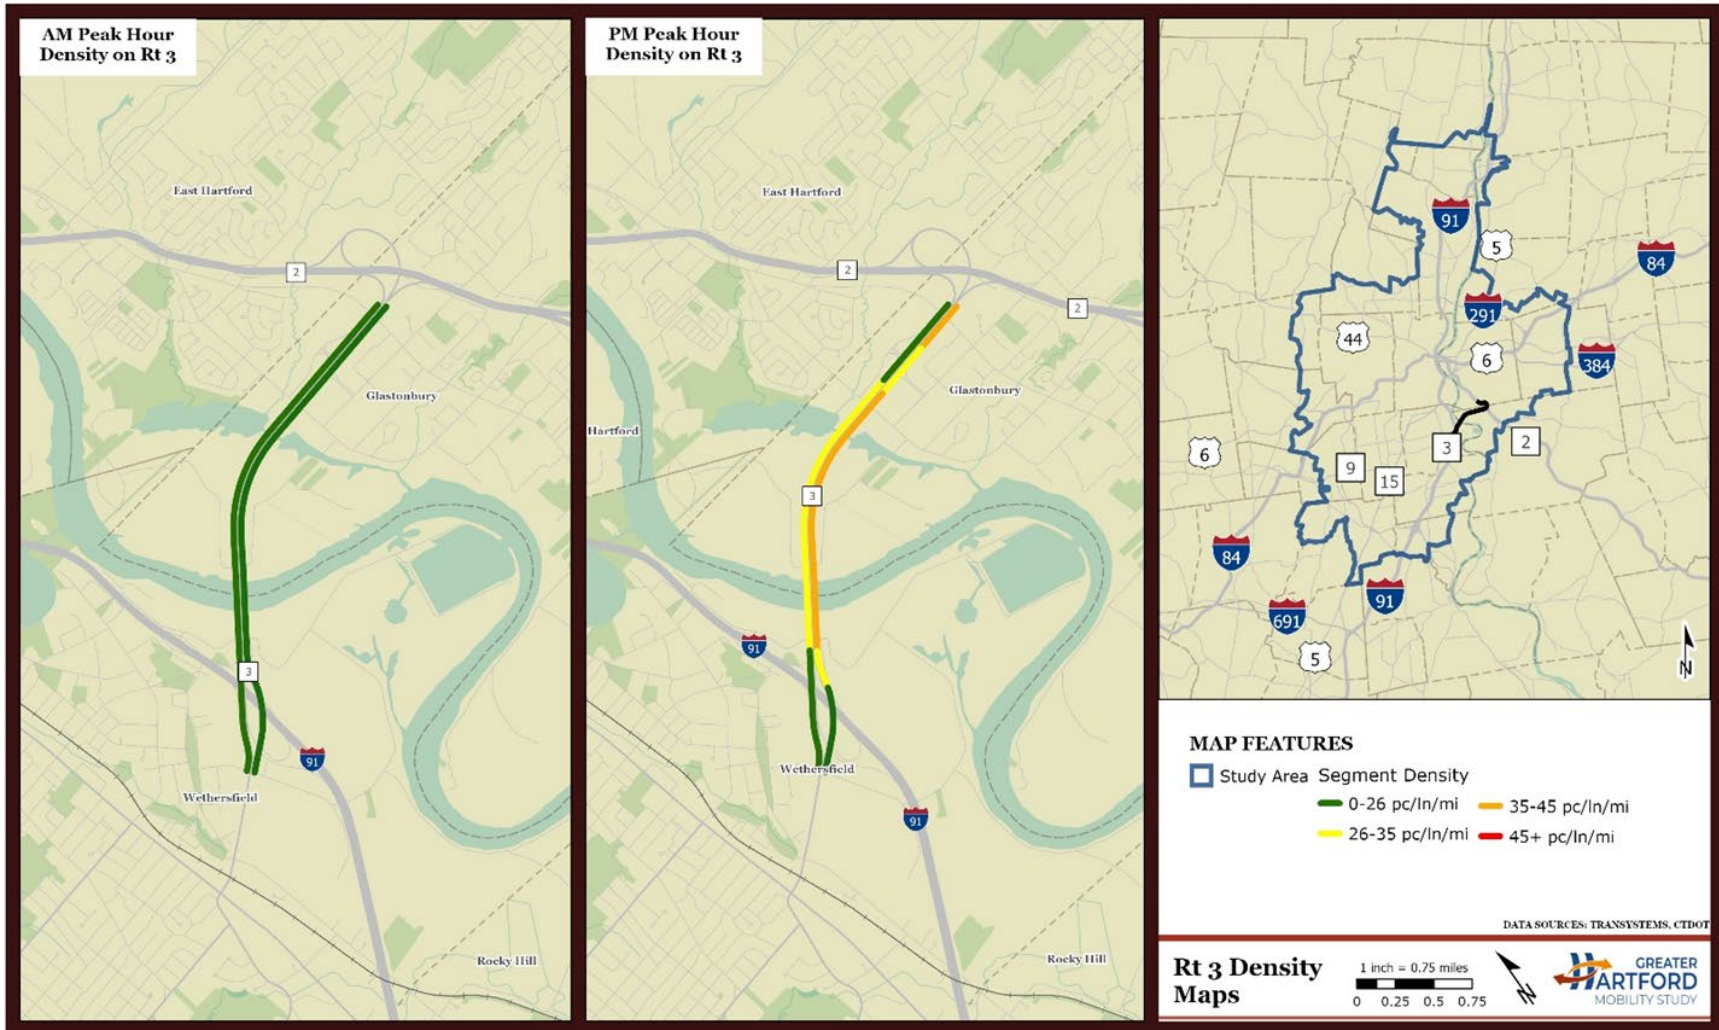 AM Peak Hour
Density on Rt 3
East Hartford
2
Glastonbury
3
91
Wethersfield
Rocky Hill
PM Peak Hour
Density on Rt 3
East Hartford
2
2
Glastonbury
Hartford
3
91
Wethersfield
91
Rocky Hill
91
5
84
291
44
6
384
3
2
6
9
15
84
91
691
5
N
MAP FEATURES
Study Area Segment Density
0-26 pc/ln/mi
35-45 pc/ln/mi
26-35 pc/ln/mi
45+ pc/ln/mi
DATA SOURCES: TRANSYSTEMS, CTDOT
Rt 3 Density
Maps
1 inch = 0.75 miles
0 0.25 0.5 0.75
N
GREATER
HARTFORD
MOBILITY STUDY